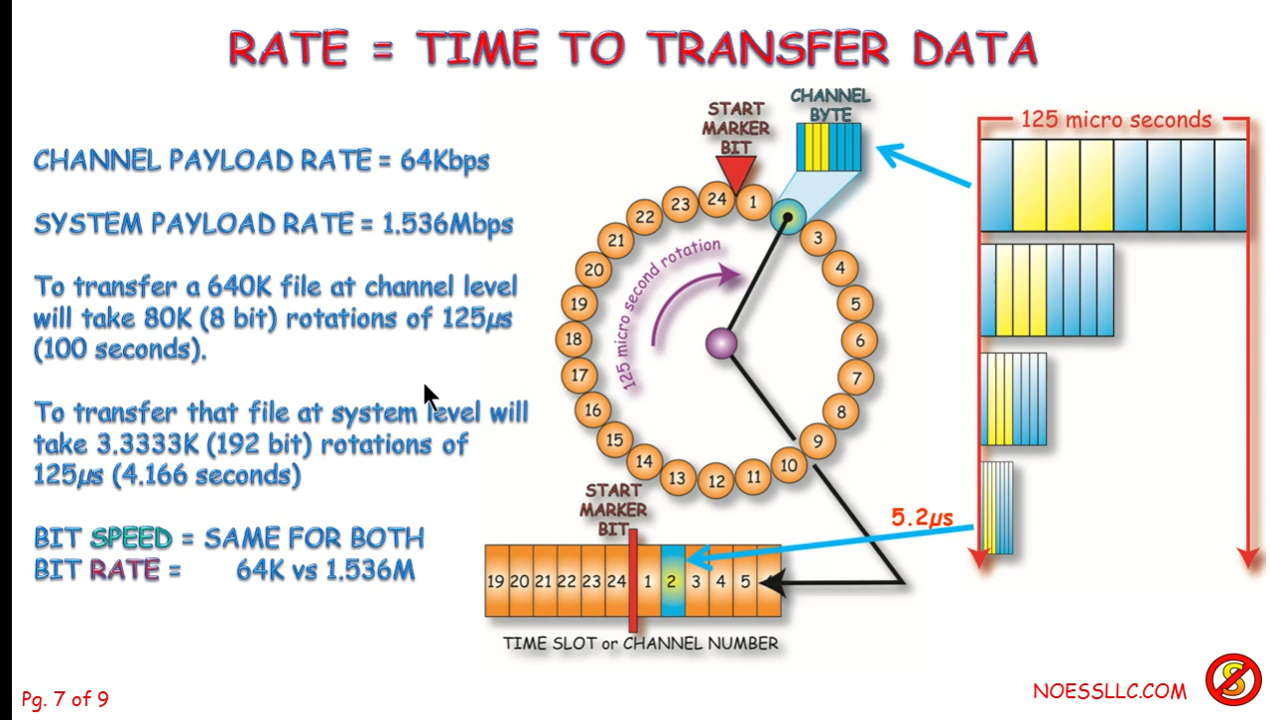 RATE = TIME TO TRANSFER DATA
CHANNEL PAYLOAD RATE = 64Kbps
SYSTEM PAYLOAD RATE = 1.536Mbps
To transfer a 640K file at channel level
will take 80K (8 bit) rotations of 125µs
(100 seconds).
To transfer that file at system level will
take 3.3333K (192 bit) rotations of
125µs (4.166 seconds)
BIT SPEED = SAME FOR BOTH
BIT RATE = 64K vs 1.536M
START
MARKER
BIT
CHANNEL
BYTE
1
3
4
5
6
7
8
9
10
11
12
13
14
15
16
17
18
19
20
21
22
23
24
125 micro second rotation
125 micro seconds
5.2µs
START
MARKER
BIT
19 20 21 22 23 24 1 2 3 4 5
TIME SLOT or CHANNEL NUMBER
Pg. 7 of 9
NOESSLLC.COM
S